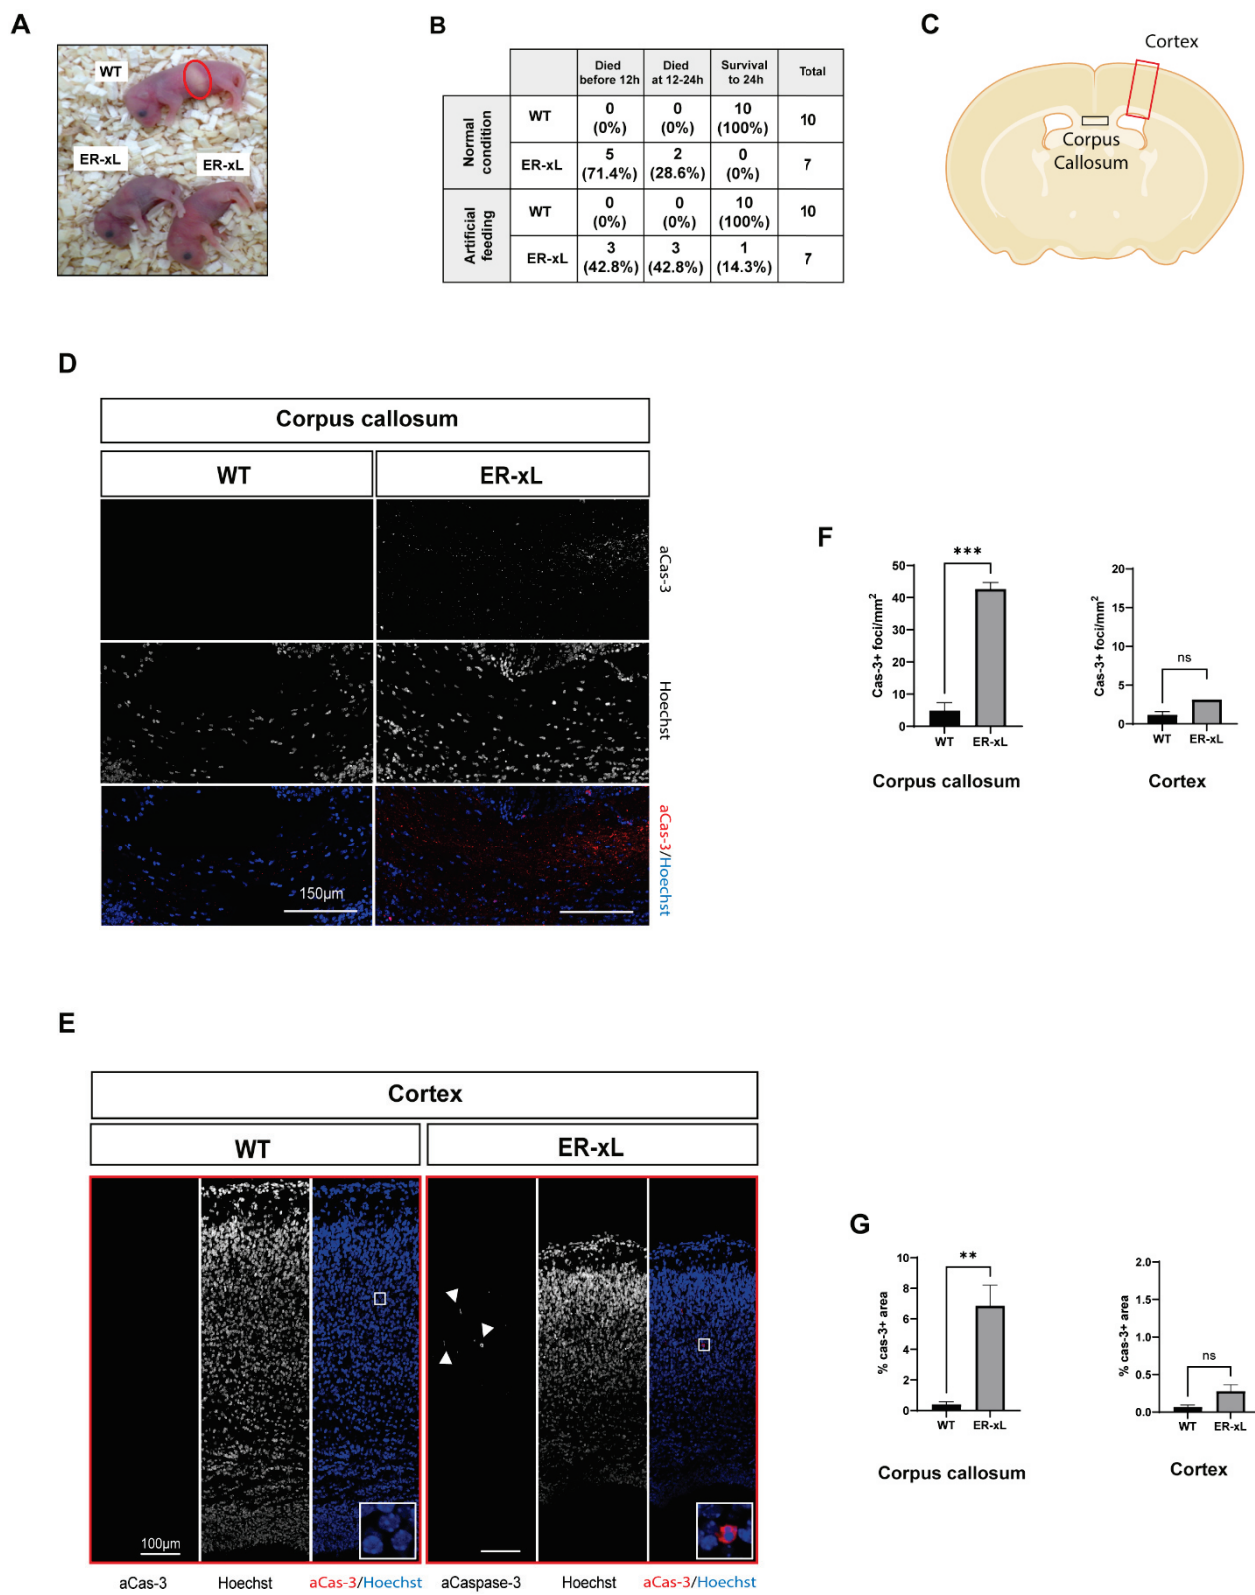 A
WT
ER-xL
ER-xL
B
Died before 12h
Died at 12-24h
Survival to 24h
Total
Normal condition
WT
0 (0%)
0 (0%)
10 (100%)
10
ER-xL
5 (71.4%)
2 (28.6%)
0 (0%)
7
Artificial feeding
WT
0 (0%)
0 (0%)
10 (100%)
10
ER-xL
3 (42.8%)
3 (42.8%)
1 (14.3%)
7
C
Cortex
Corpus
Callosum
D
Corpus callosum
WT
ER-xL
aCas-3
Hoechst
aCas-3/Hoechst
150µm
E
Cortex
WT
ER-xL
100µm
aCas-3
Hoechst
aCas-3/Hoechst
aCaspase-3
Hoechst
aCas-3/Hoechst
F
Cas-3+ foci/mm²
50
40
30
20
10
0
***
WT
ER-xL
Corpus callosum
Cas-3+ foci/mm²
20
15
10
5
0
ns
WT
ER-xL
Cortex
G
% cas-3+ area
10
8
6
4
2
0
**
WT
ER-xL
Corpus callosum
% cas-3+ area
2.0
1.5
1.0
0.5
0.0
ns
WT
ER-xL
Cortex